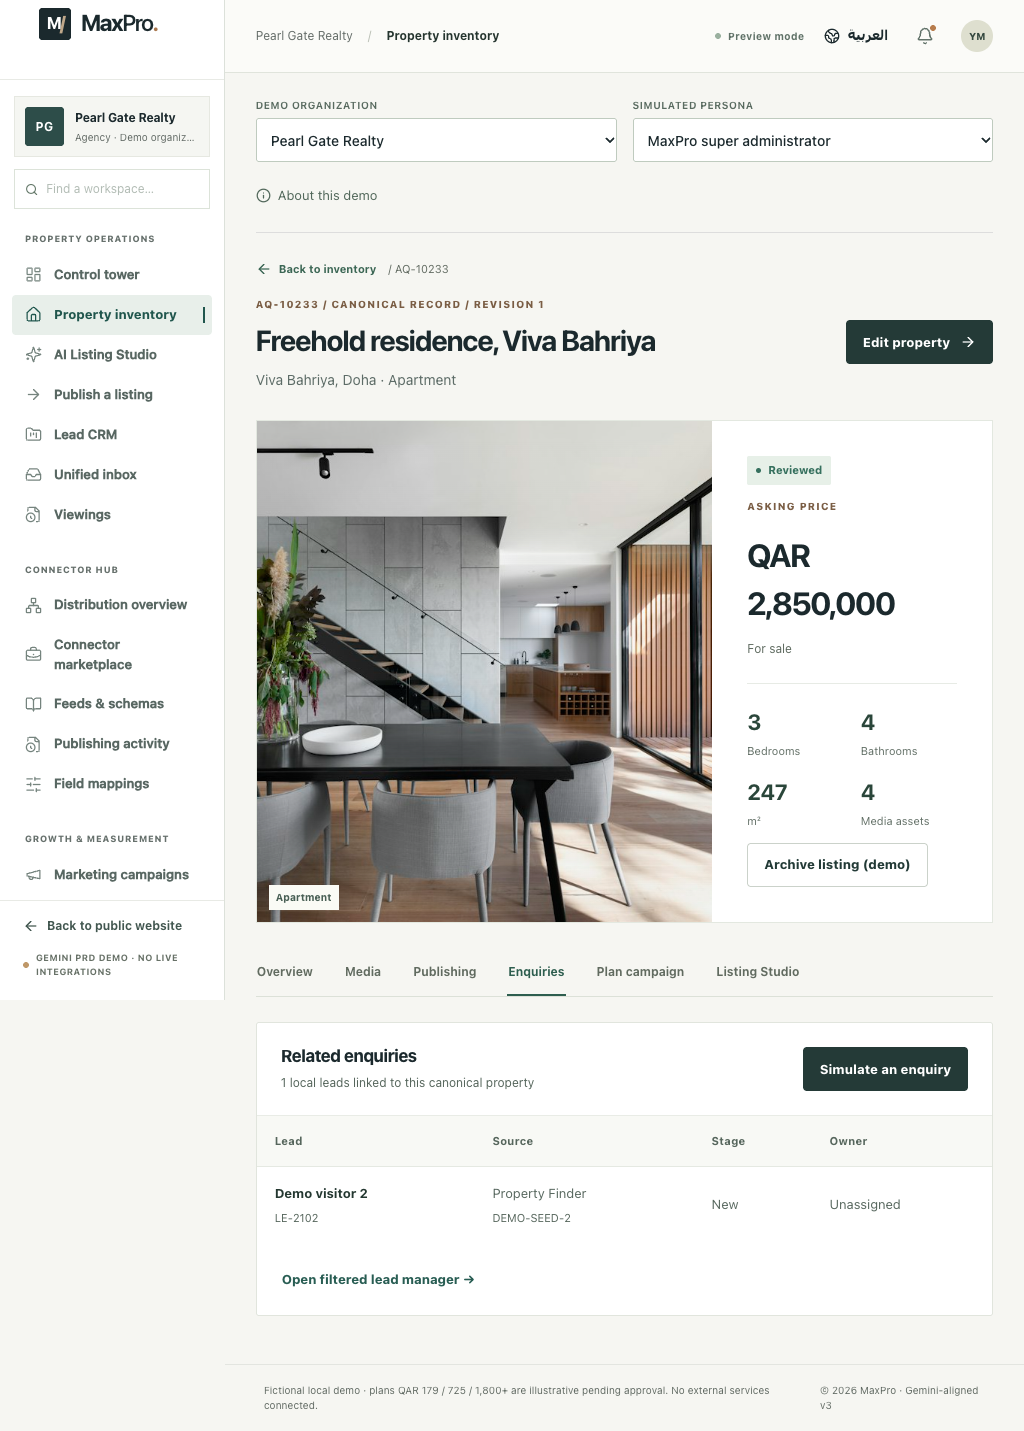 M/ MaxPro.
Pearl Gate Realty / Property inventory
Preview mode
العربية
YM
PG
Pearl Gate Realty
Agency · Demo organiz...
Find a workspace...
PROPERTY OPERATIONS
Control tower
Property inventory
AI Listing Studio
Publish a listing
Lead CRM
Unified inbox
Viewings
CONNECTOR HUB
Distribution overview
Connector
marketplace
Feeds & schemas
Publishing activity
Field mappings
GROWTH & MEASUREMENT
Marketing campaigns
Back to public website
GEMINI PRD DEMO · NO LIVE
INTEGRATIONS
DEMO ORGANIZATION
Pearl Gate Realty
SIMULATED PERSONA
MaxPro super administrator
About this demo
Back to inventory / AQ-10233
AQ-10233 / CANONICAL RECORD / REVISION 1
Freehold residence, Viva Bahriya
Viva Bahriya, Doha · Apartment
Edit property
Apartment
Reviewed
ASKING PRICE
QAR
2,850,000
For sale
3 4
Bedrooms Bathrooms
247 4
m² Media assets
Archive listing (demo)
Overview Media Publishing Enquiries Plan campaign Listing Studio
Related enquiries
1 local leads linked to this canonical property
Simulate an enquiry
Lead Source Stage Owner
Demo visitor 2 Property Finder New Unassigned
LE-2102 DEMO-SEED-2
Open filtered lead manager →
Fictional local demo · plans QAR 179 / 725 / 1,800+ are illustrative pending approval. No external services
connected.
© 2026 MaxPro · Gemini-aligned
v3